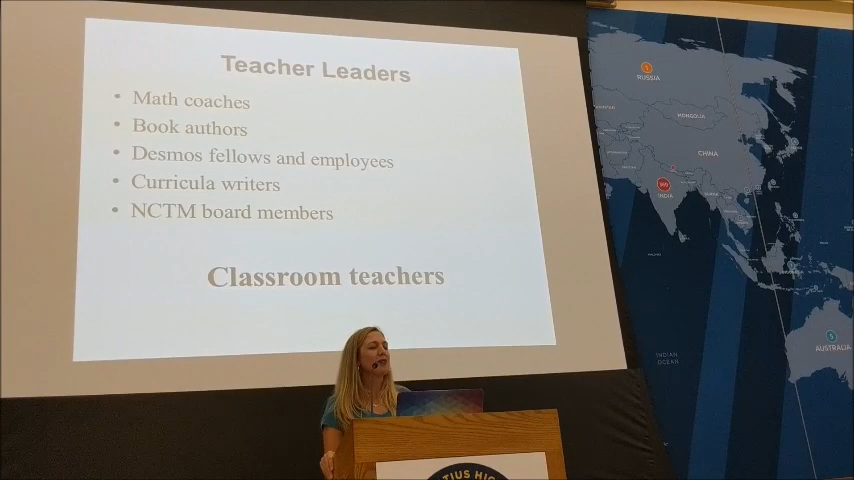 Teacher Leaders
• Math coaches
• Book authors
• Desmos fellows and employees
• Curricula writers
• NCTM board members
Classroom teachers
RUSSIA
MONGOLIA
CHINA
INDIA
INDIAN
OCEAN
5
AUSTRALIA